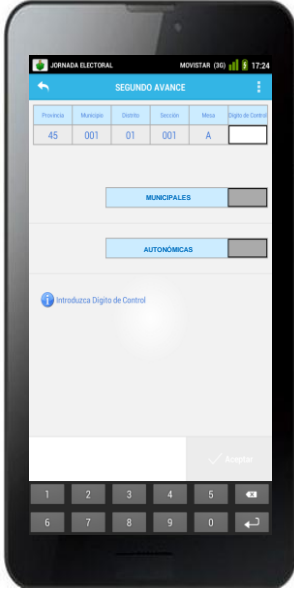 JORNADA ELECTORAL MOVISTAR (3G) 17:24
SEGUNDO AVANCE
Provincia Municipio Distrito Sección Mesa Dígito de Control
45 001 01 001 A
MUNICIPALES
AUTONÓMICAS
Introduzca Dígito de Control
Aceptar
1 2 3 4 5
6 7 8 9 0